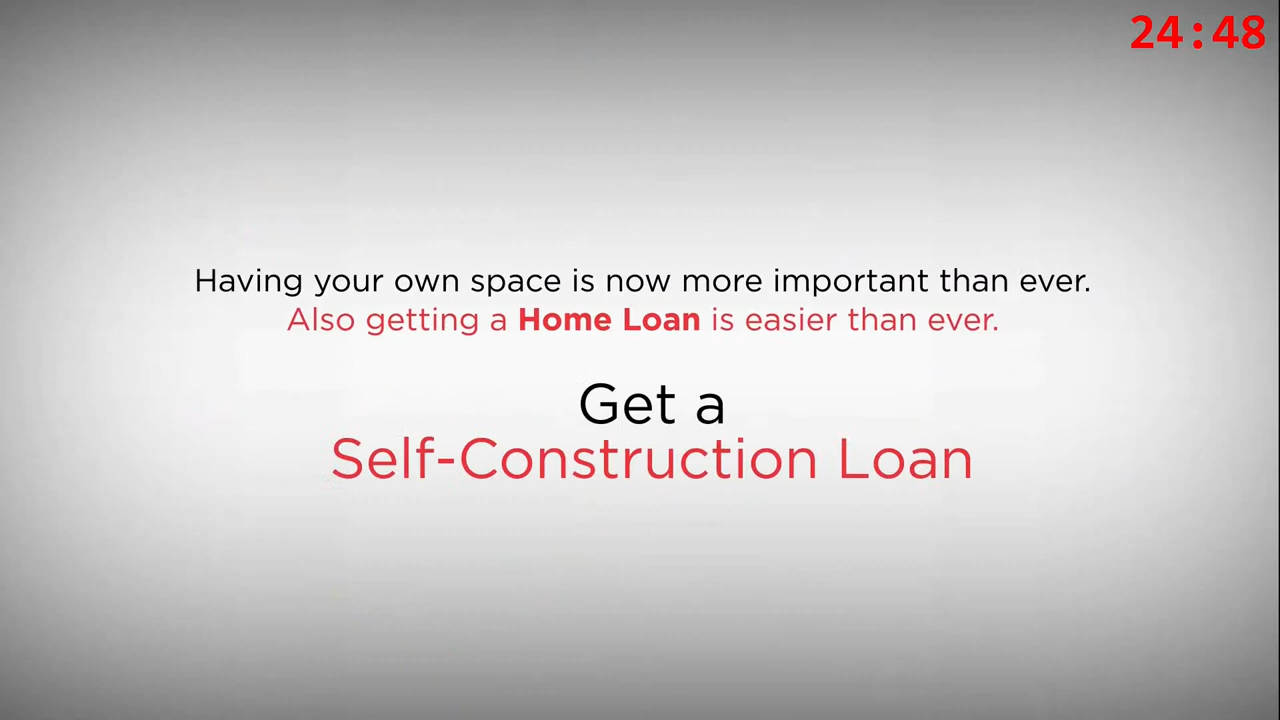 24:48
Having your own space is now more important than ever.
Also getting a Home Loan is easier than ever.
Get a
Self-Construction Loan